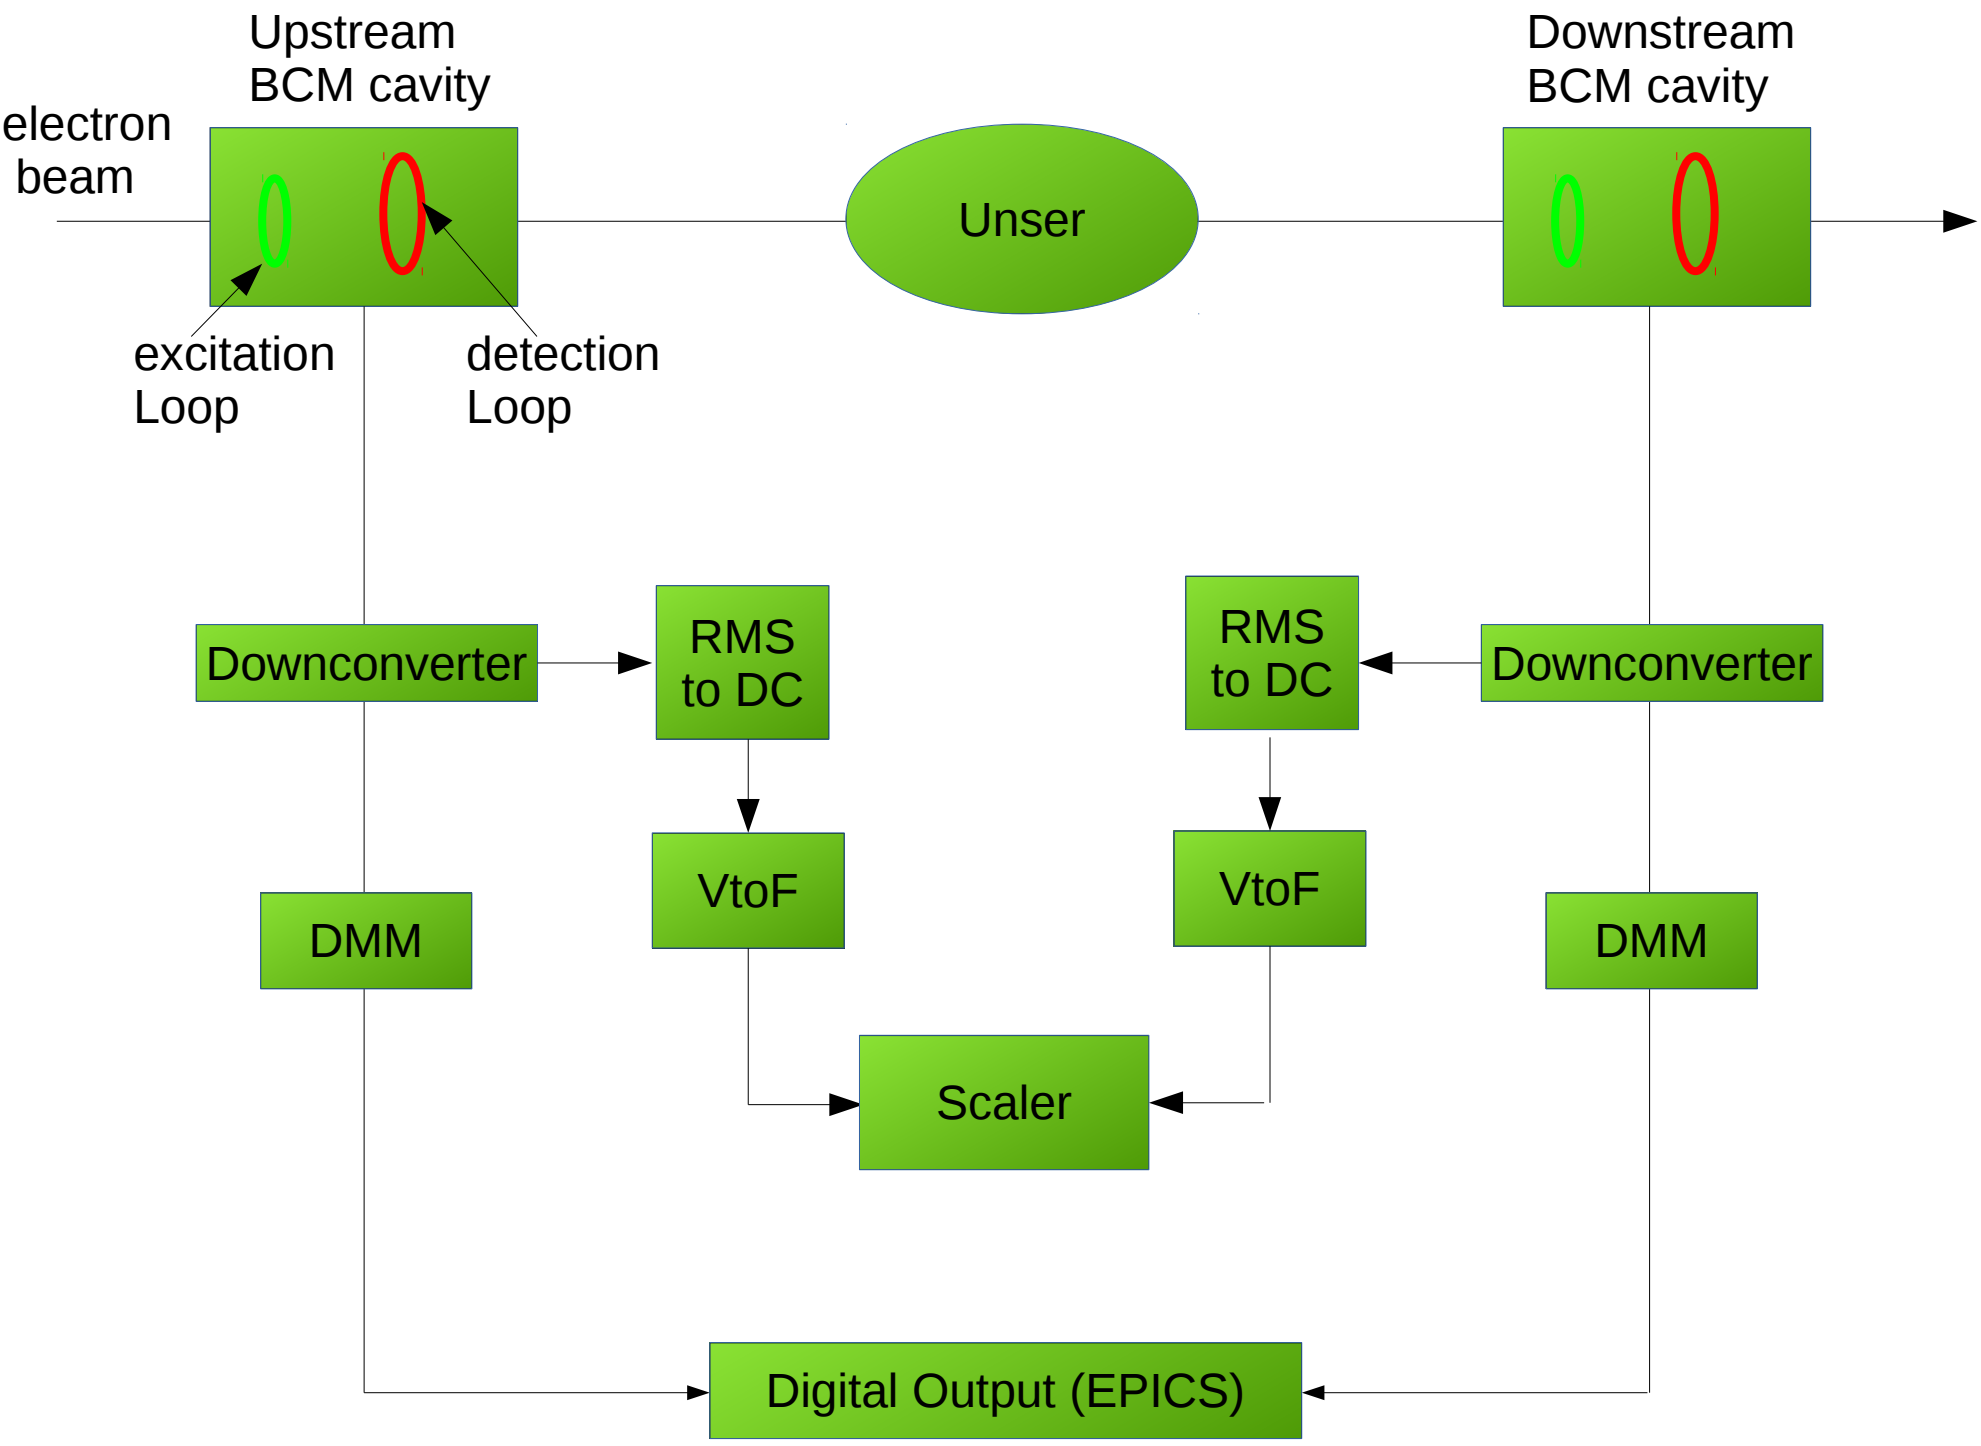 Upstream
BCM cavity
Downstream
BCM cavity
electron
beam
Unser
excitation
Loop
detection
Loop
Downconverter
RMS
to DC
RMS
to DC
Downconverter
VtoF
VtoF
DMM
DMM
Scaler
Digital Output (EPICS)